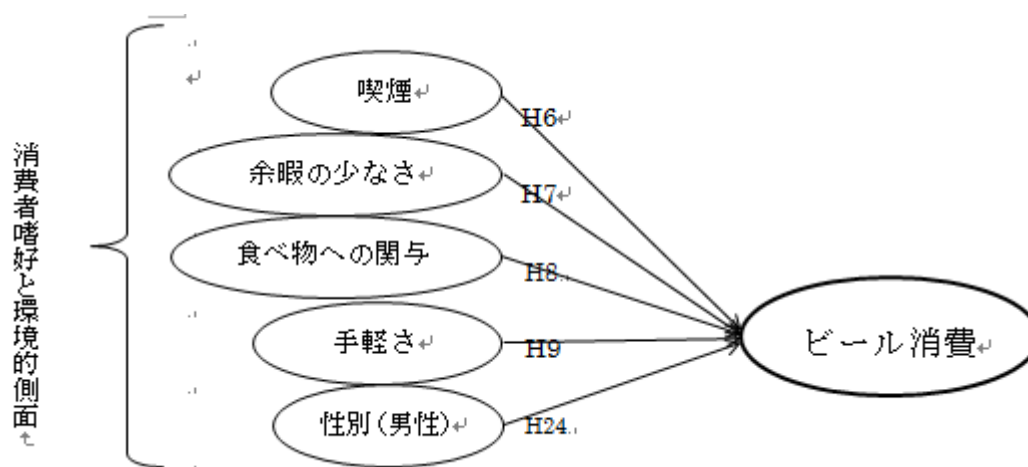 消費者嗜好と環境的側面
喫煙
H6
余暇の少なさ
H7
食べ物への関与
H8
手軽さ
H9
性別(男性)
H24
ビール消費